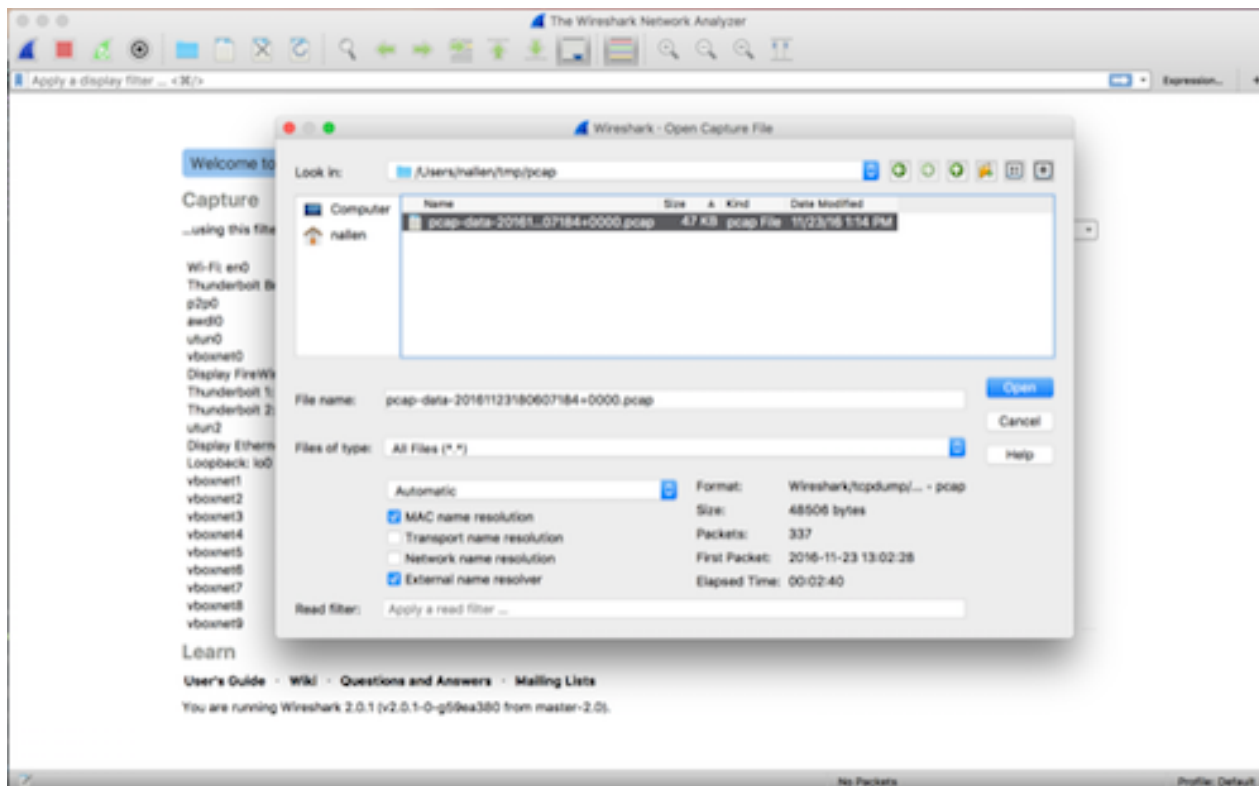 The Wireshark Network Analyzer
Apply a display filter ... <⌘/>
Expression...
Wireshark · Open Capture File
Welcome to
Look in:
/Users/nallen/tmp/pcap
Capture
Computer
nallen
Name Size Kind Date Modified
pcap-data-20161...07184+0000.pcap 47 KB pcap File 11/23/16 1:14 PM
...using this filte
Wi-Fi: en0
Thunderbolt B
p2p0
awdl0
utun0
vboxnet0
Display FireWi
Thunderbolt 1:
Thunderbolt 2:
utun2
Display Ethern
Loopback: lo0
vboxnet1
vboxnet2
vboxnet3
vboxnet4
vboxnet5
vboxnet6
vboxnet7
vboxnet8
vboxnet9
File name: pcap-data-20161123180607184+0000.pcap
Open
Cancel
Files of type: All Files (*.*)
Help
Automatic
MAC name resolution
Transport name resolution
Network name resolution
External name resolver
Format: Wireshark/tcpdump/... - pcap
Size: 48506 bytes
Packets: 337
First Packet: 2016-11-23 13:02:28
Elapsed Time: 00:02:40
Read filter: Apply a read filter ...
Learn
User's Guide · Wiki · Questions and Answers · Mailing Lists
You are running Wireshark 2.0.1 (v2.0.1-0-g59ea380 from master-2.0).
No Packets
Profile: Default